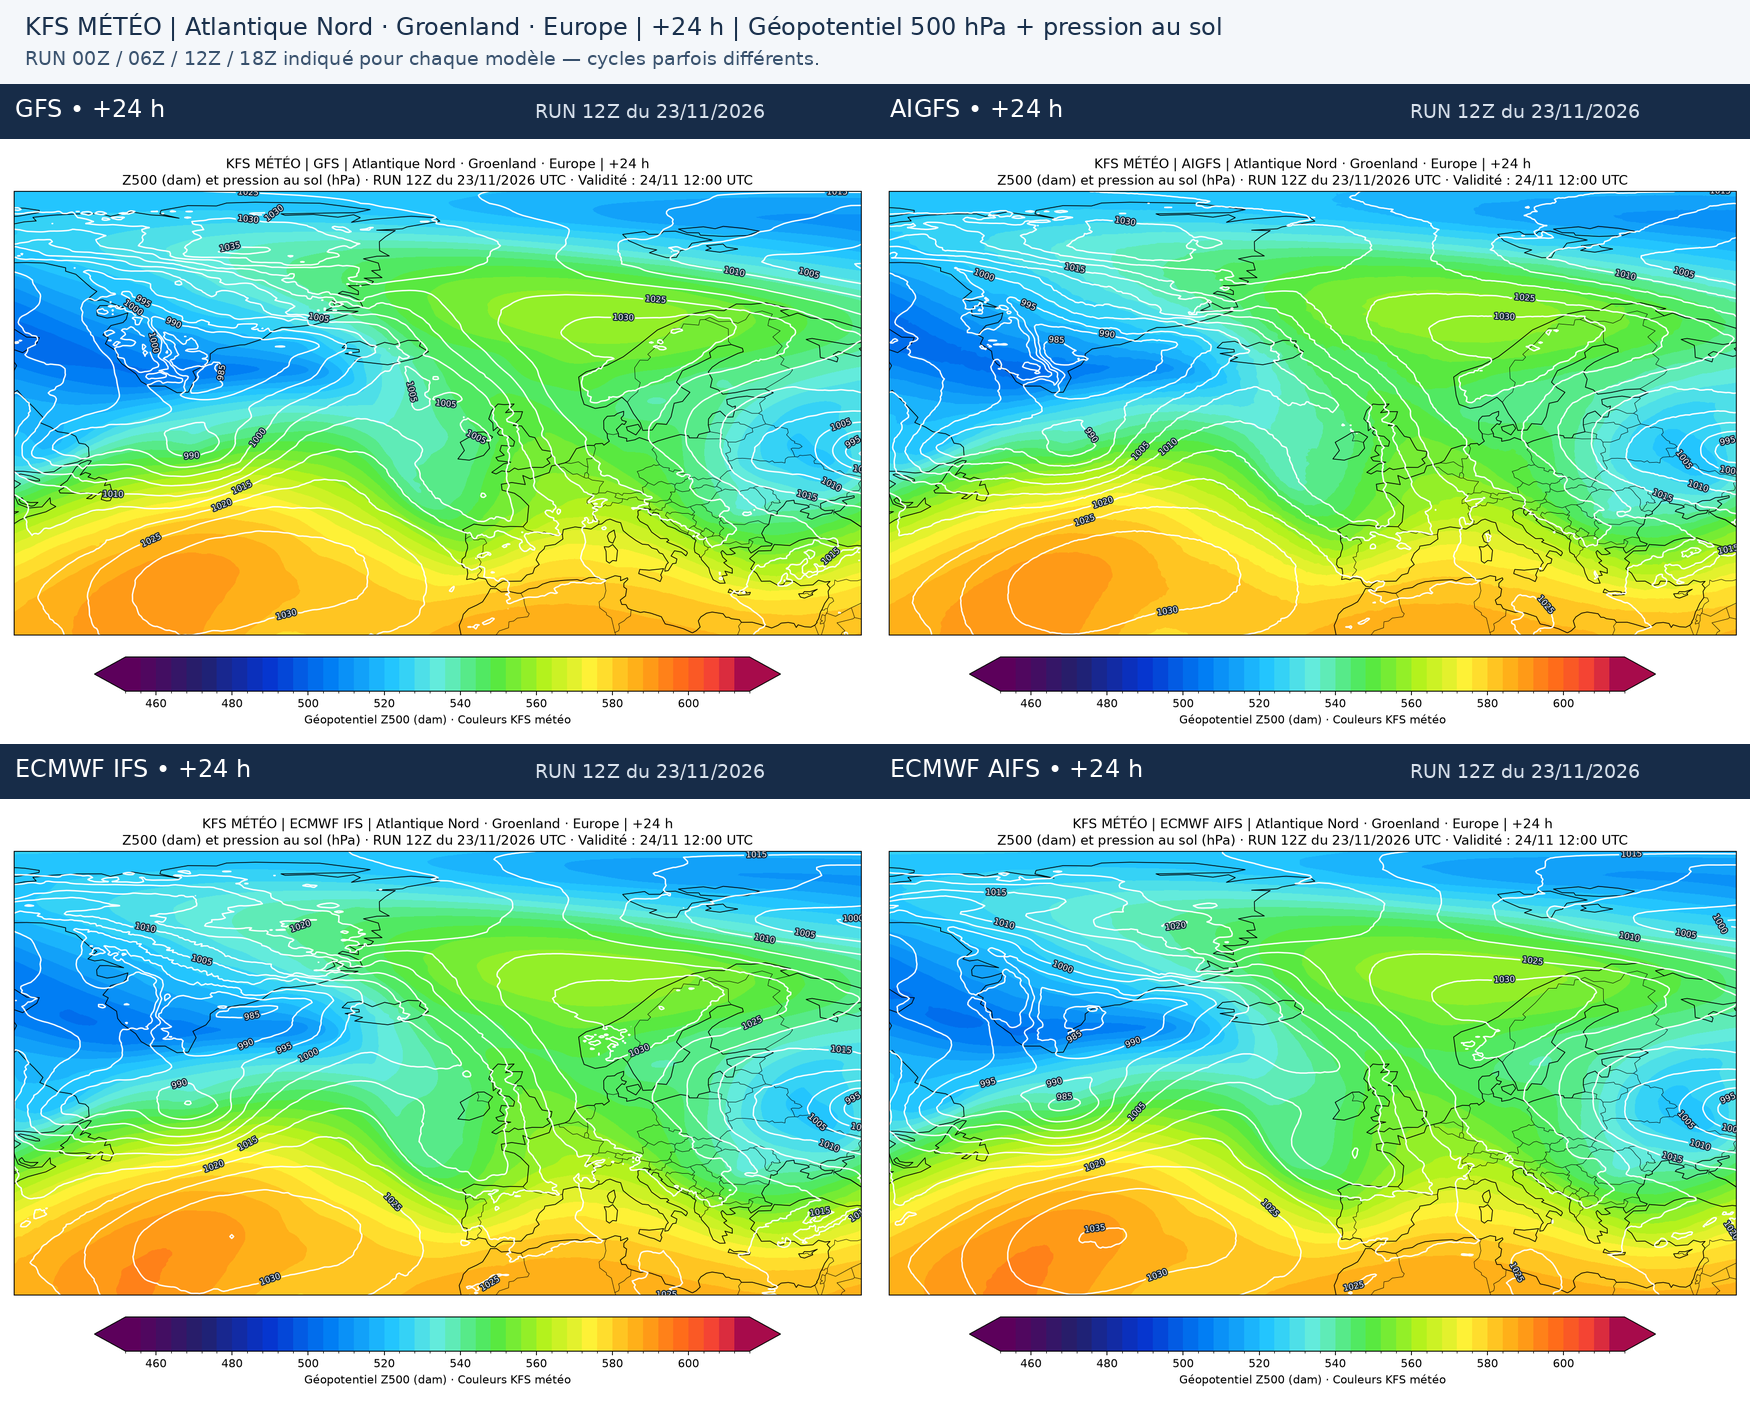 KFS MÉTÉO | Atlantique Nord · Groenland · Europe | +24 h | Géopotentiel 500 hPa + pression au sol
RUN 00Z / 06Z / 12Z / 18Z indiqué pour chaque modèle — cycles parfois différents.
GFS • +24 h
RUN 12Z du 23/11/2026
AIGFS • +24 h
RUN 12Z du 23/11/2026
KFS MÉTÉO | GFS | Atlantique Nord · Groenland · Europe | +24 h
Z500 (dam) et pression au sol (hPa) · RUN 12Z du 23/11/2026 UTC · Validité : 24/11 12:00 UTC
KFS MÉTÉO | AIGFS | Atlantique Nord · Groenland · Europe | +24 h
Z500 (dam) et pression au sol (hPa) · RUN 12Z du 23/11/2026 UTC · Validité : 24/11 12:00 UTC
460 480 500 520 540 560 580 600
Géopotentiel Z500 (dam) · Couleurs KFS météo
460 480 500 520 540 560 580 600
Géopotentiel Z500 (dam) · Couleurs KFS météo
ECMWF IFS • +24 h
RUN 12Z du 23/11/2026
ECMWF AIFS • +24 h
RUN 12Z du 23/11/2026
KFS MÉTÉO | ECMWF IFS | Atlantique Nord · Groenland · Europe | +24 h
Z500 (dam) et pression au sol (hPa) · RUN 12Z du 23/11/2026 UTC · Validité : 24/11 12:00 UTC
KFS MÉTÉO | ECMWF AIFS | Atlantique Nord · Groenland · Europe | +24 h
Z500 (dam) et pression au sol (hPa) · RUN 12Z du 23/11/2026 UTC · Validité : 24/11 12:00 UTC
460 480 500 520 540 560 580 600
Géopotentiel Z500 (dam) · Couleurs KFS météo
460 480 500 520 540 560 580 600
Géopotentiel Z500 (dam) · Couleurs KFS météo